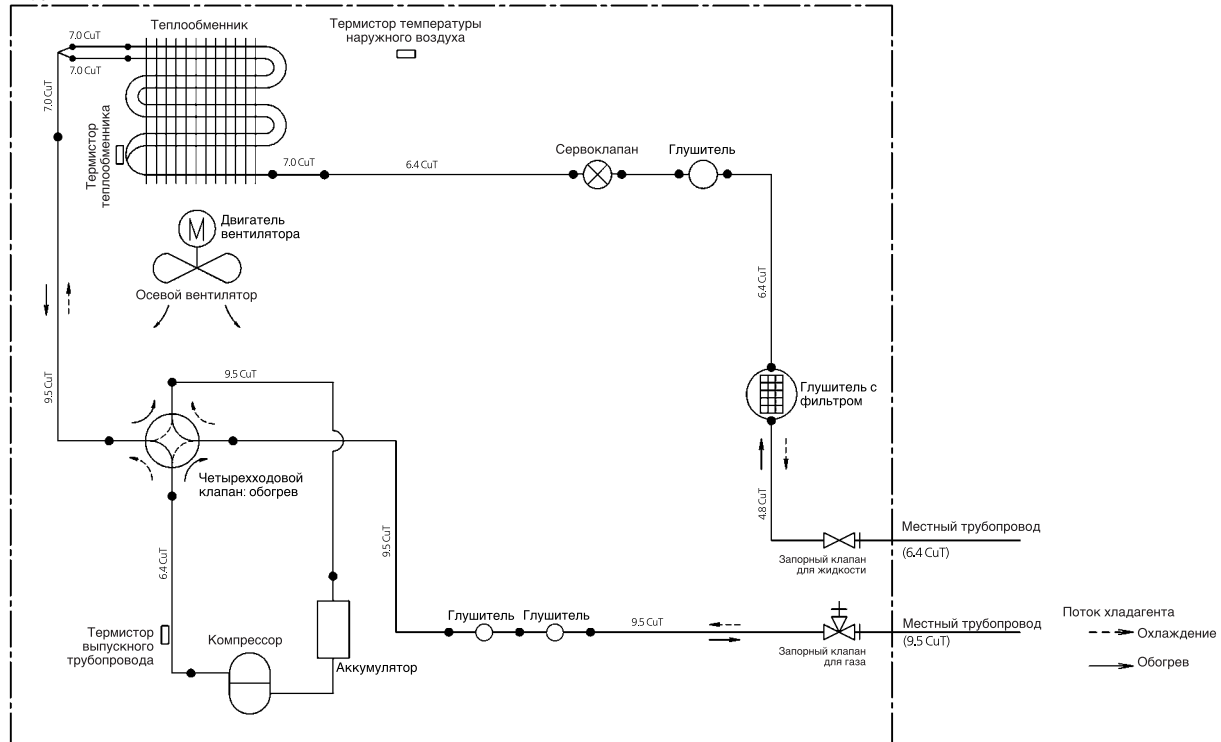 Теплообменник
Термистор температуры
наружного воздуха
7.0 CuT
7.0 CuT
7.0 CuT
Термистор
теплообменника
7.0 CuT
6.4 CuT
Сервоклапан
Глушитель
M
Двигатель
вентилятора
Осевой вентилятор
6.4 CuT
9.5 CuT
9.5 CuT
Глушитель с
фильтром
Четырехходовой
клапан: обогрев
4.8 CuT
Местный трубопровод
(6.4 CuT)
Запорный клапан
для жидкости
6.4 CuT
9.5 CuT
Термистор
выпускного
трубопровода
Компрессор
Аккумулятор
Глушитель
Глушитель
9.5 CuT
Запорный клапан
для газа
Местный трубопровод
(9.5 CuT)
Поток хладагента
Охлаждение
Обогрев